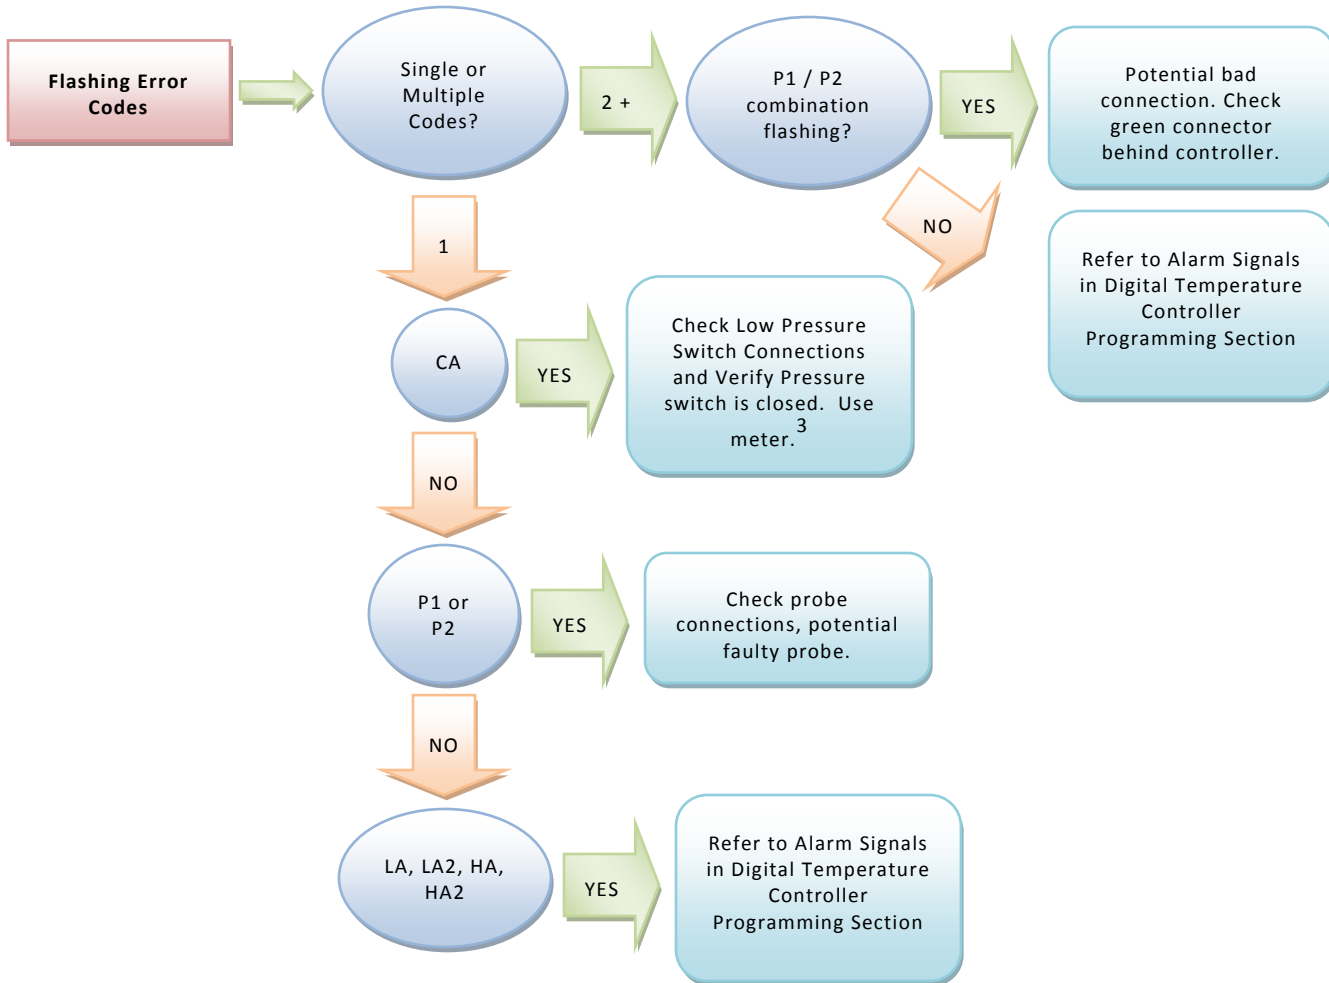 Flashing Error
Codes
Single or
Multiple
Codes?
2 +
P1 / P2
combination
flashing?
YES
Potential bad
connection. Check
green connector
behind controller.
NO
Refer to Alarm Signals
in Digital Temperature
Controller
Programming Section
1
CA
YES
Check Low Pressure
Switch Connections
and Verify Pressure
switch is closed. Use
meter.3
NO
P1 or
P2
YES
Check probe
connections, potential
faulty probe.
NO
LA, LA2, HA,
HA2
YES
Refer to Alarm Signals
in Digital Temperature
Controller
Programming Section